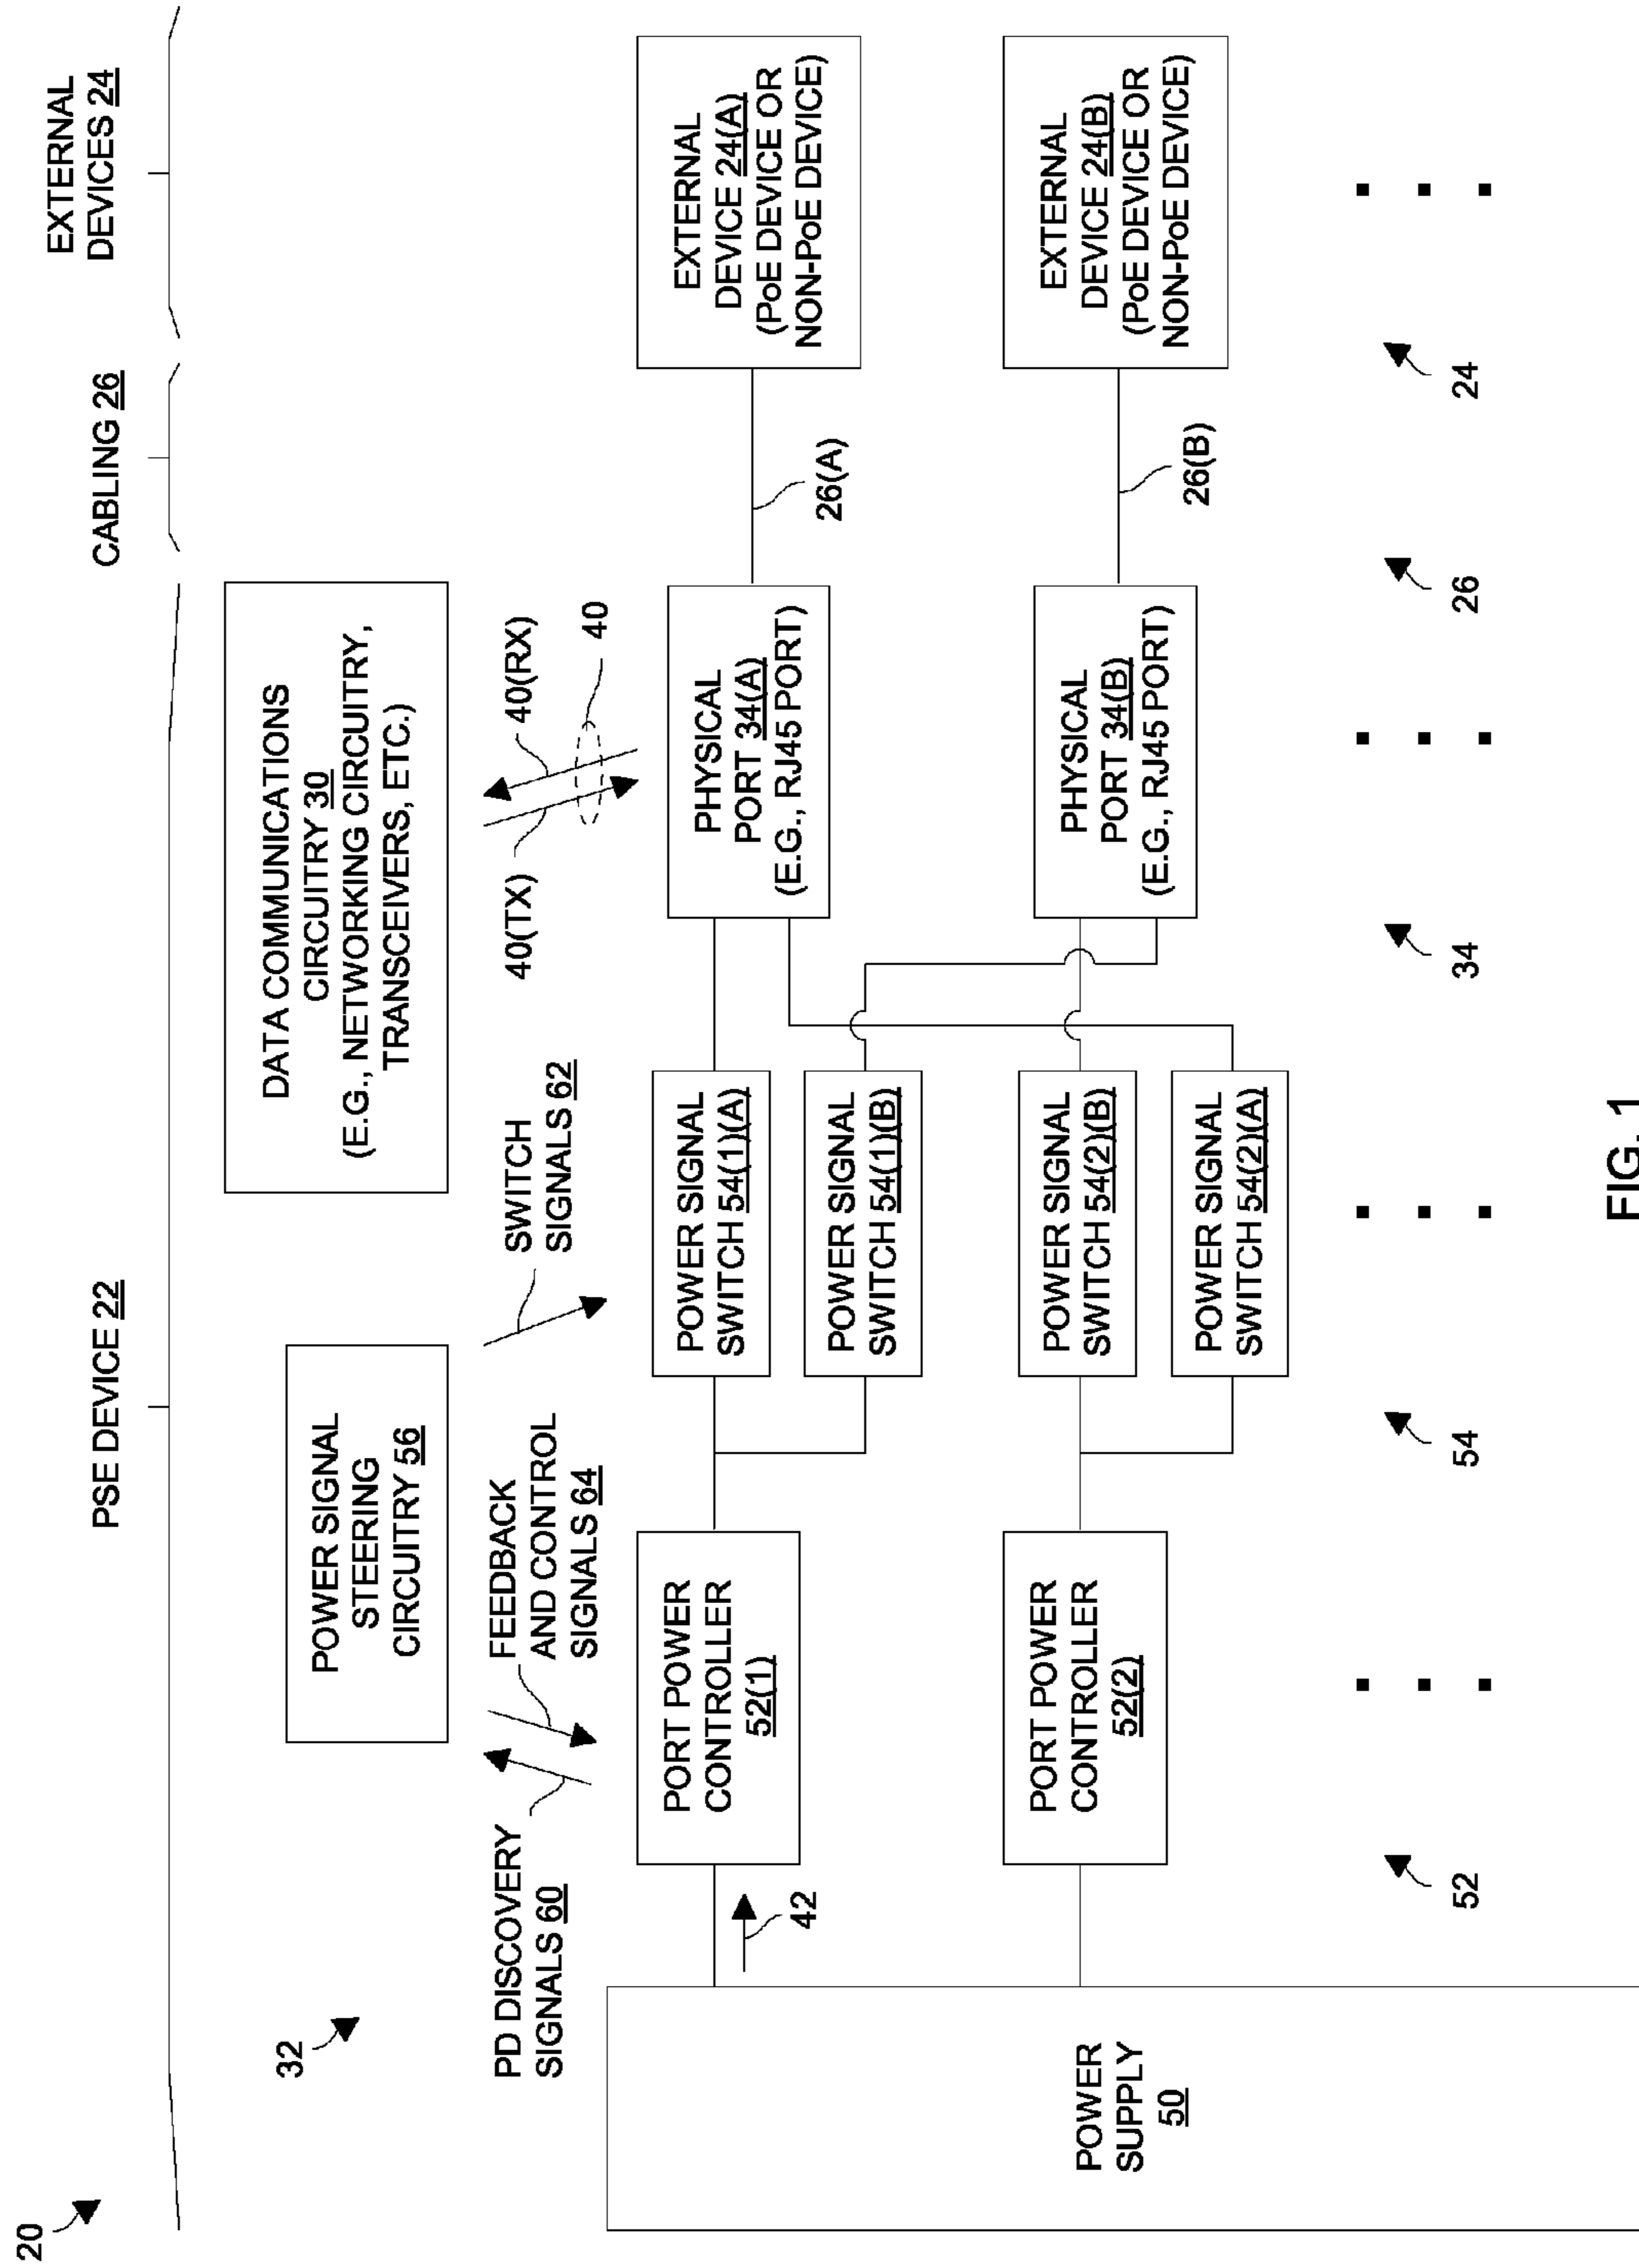 20
PSE DEVICE 22
CABLING 26
EXTERNAL
DEVICES 24
32
POWER SIGNAL
STEERING
CIRCUITRY 56
DATA COMMUNICATIONS
CIRCUITRY 30
(E.G., NETWORKING CIRCUITRY,
TRANSCEIVERS, ETC.)
PD DISCOVERY
SIGNALS 60
FEEDBACK
AND CONTROL
SIGNALS 64
SWITCH
SIGNALS 62
40(TX)
40(RX)
40
POWER
SUPPLY
50
42
PORT POWER
CONTROLLER
52(1)
POWER SIGNAL
SWITCH 54(1)(A)
POWER SIGNAL
SWITCH 54(1)(B)
PHYSICAL
PORT 34(A)
(E.G., RJ45 PORT)
26(A)
EXTERNAL
DEVICE 24(A)
(PoE DEVICE OR
NON-PoE DEVICE)
PORT POWER
CONTROLLER
52(2)
POWER SIGNAL
SWITCH 54(2)(B)
POWER SIGNAL
SWITCH 54(2)(A)
PHYSICAL
PORT 34(B)
(E.G., RJ45 PORT)
26(B)
EXTERNAL
DEVICE 24(B)
(PoE DEVICE OR
NON-PoE DEVICE)
52
54
34
26
24
FIG. 1